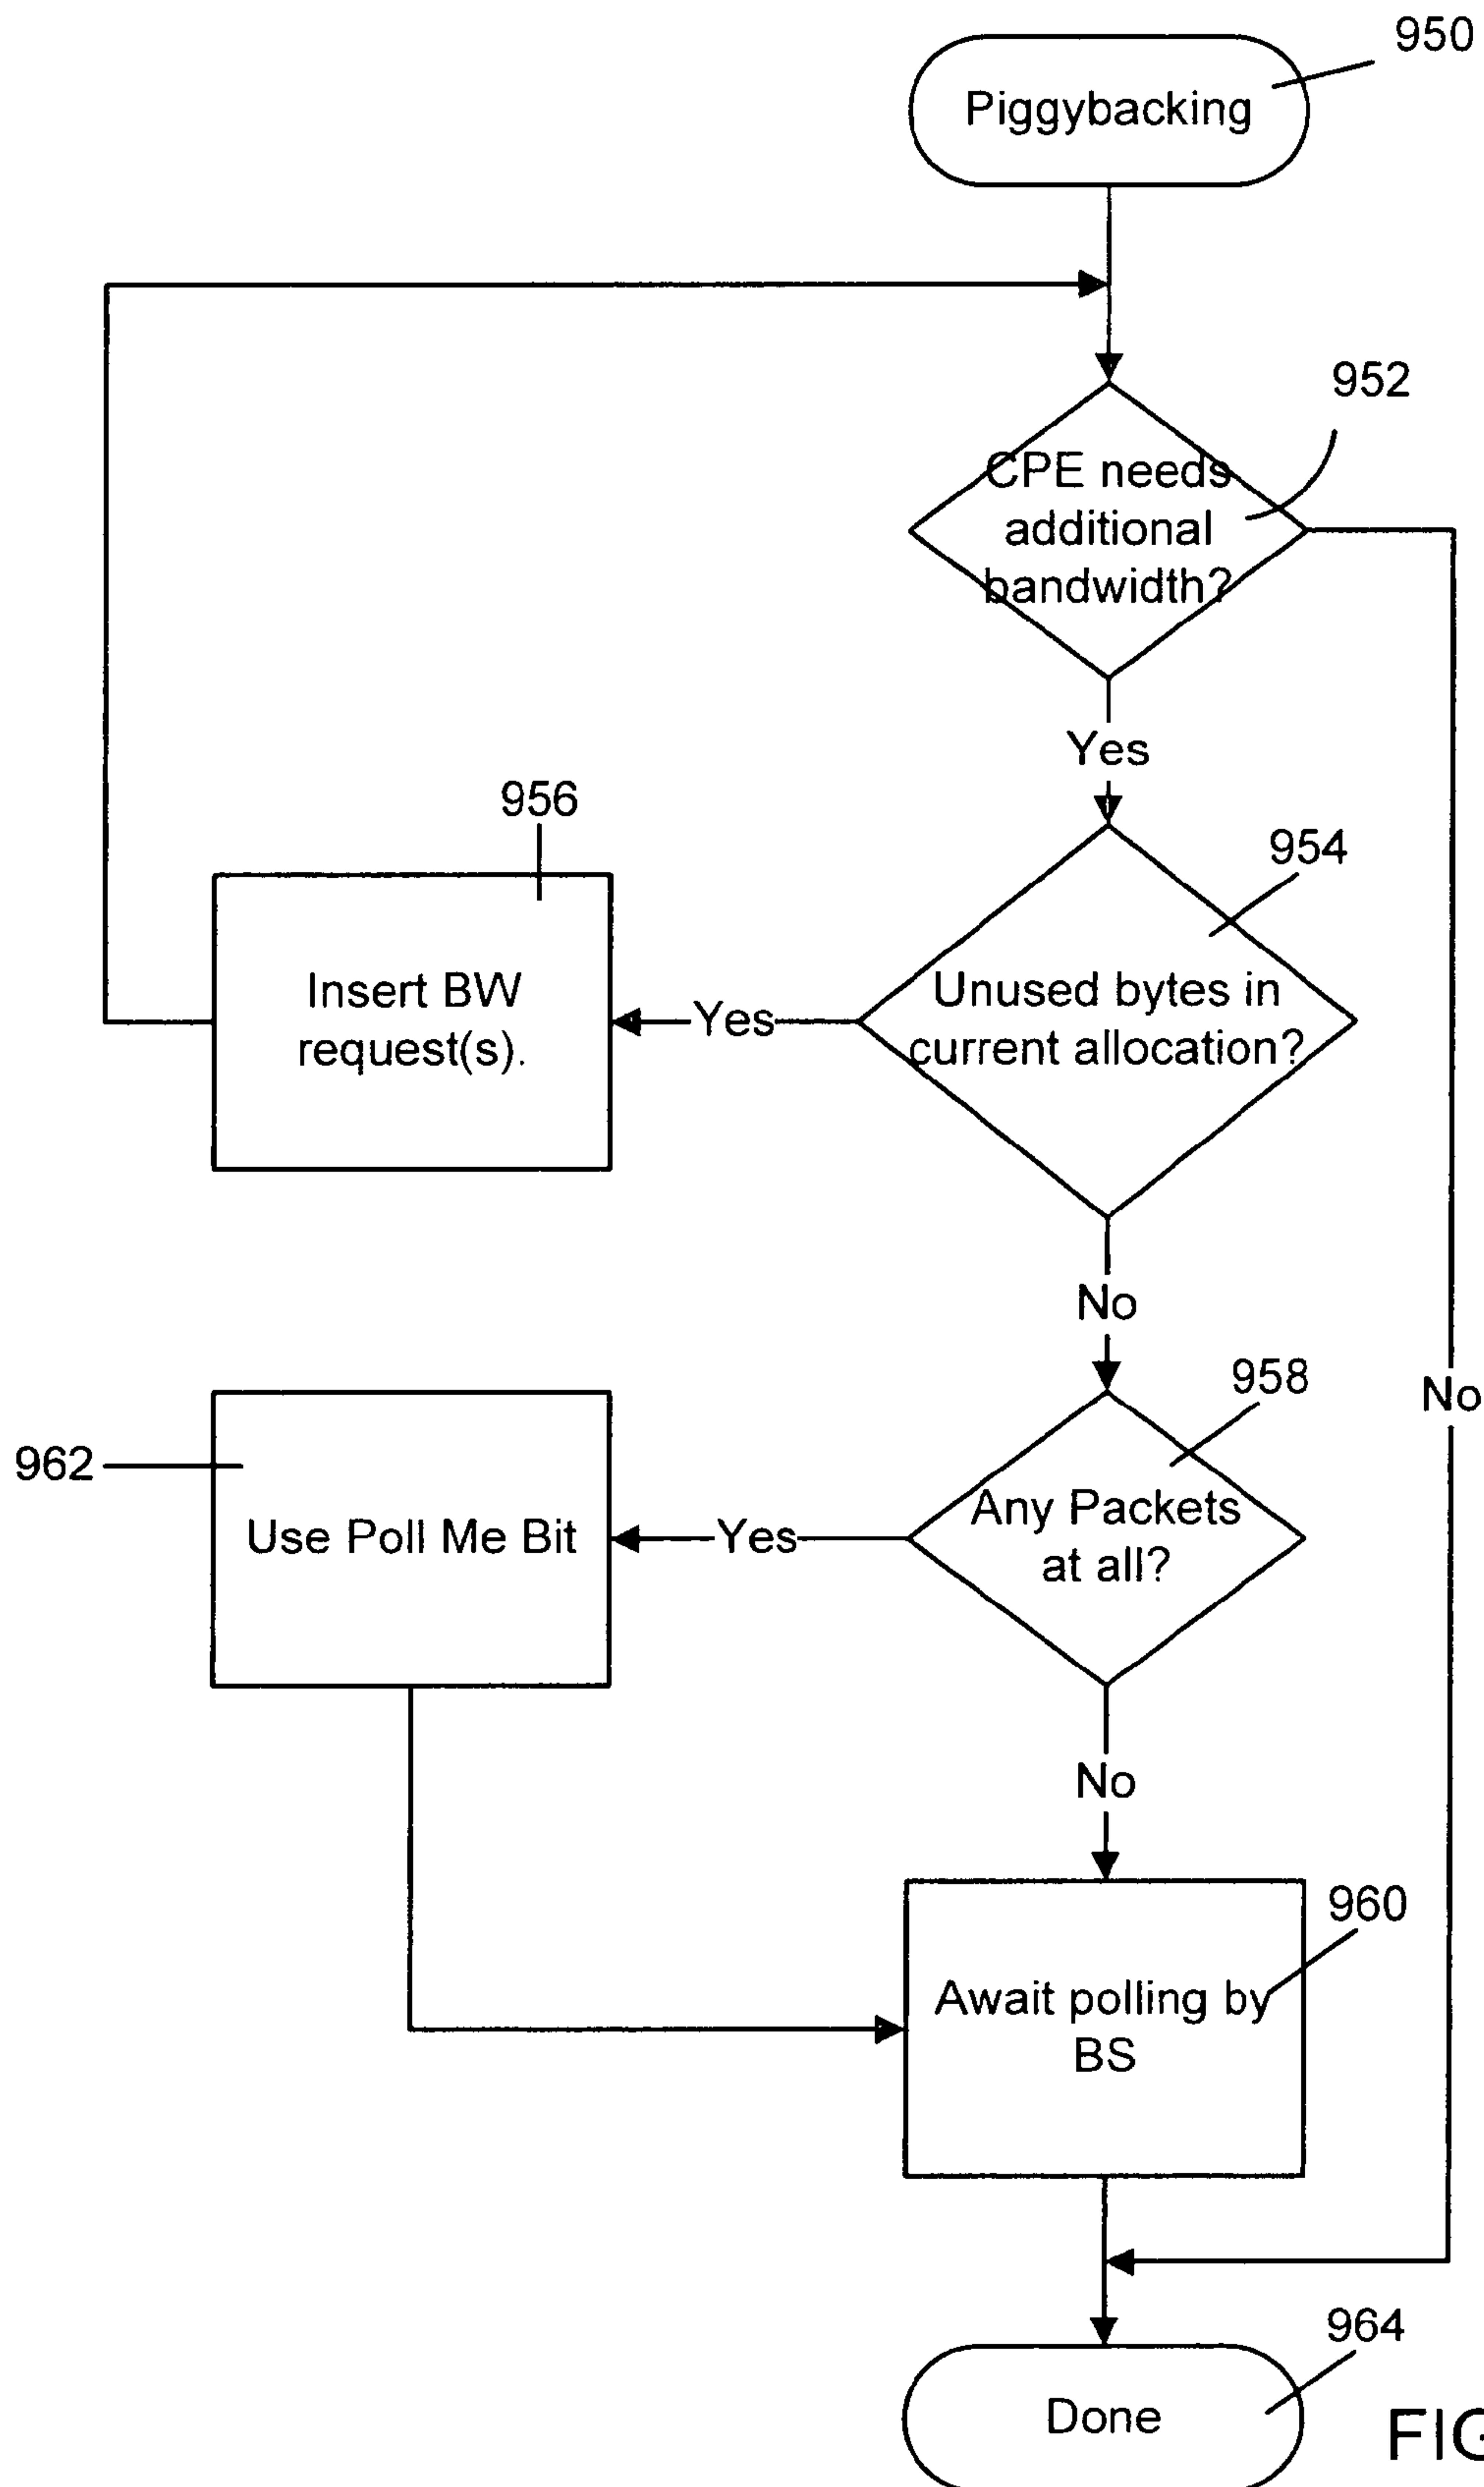 950
Piggybacking
952
CPE needs
additional
bandwidth?
Yes
956
954
Insert BW
request(s).
Yes
Unused bytes in
current allocation?
No
958
No
962
Use Poll Me Bit
Yes
Any Packets
at all?
No
960
Await polling by
BS
964
Done